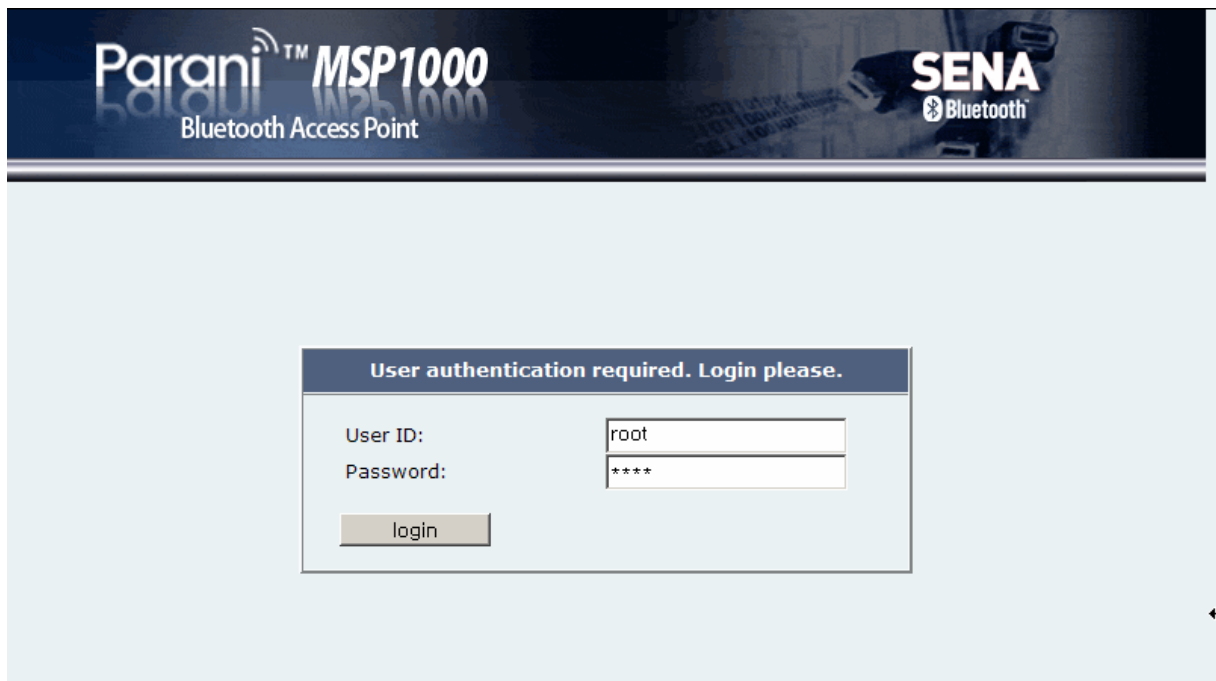 Parani™ MSP1000
Bluetooth Access Point
SENA
Bluetooth
User authentication required. Login please.
User ID: root
Password: ****
login